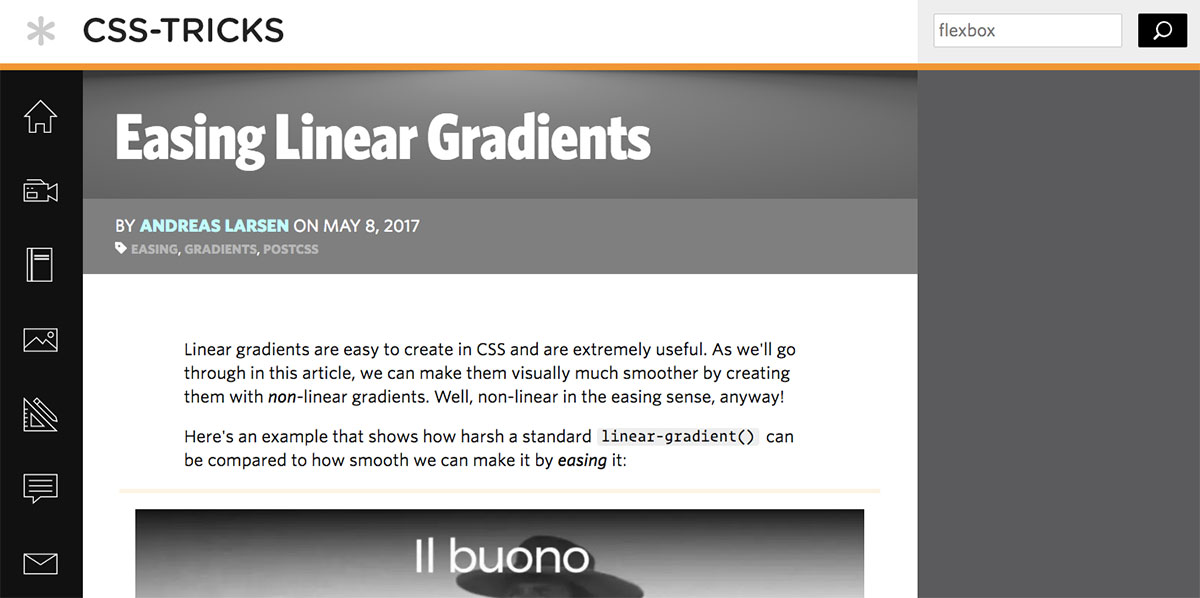 CSS-TRICKS
flexbox
Easing Linear Gradients
BY ANDREAS LARSEN ON MAY 8, 2017
EASING, GRADIENTS, POSTCSS
Linear gradients are easy to create in CSS and are extremely useful. As we'll go
through in this article, we can make them visually much smoother by creating
them with non-linear gradients. Well, non-linear in the easing sense, anyway!
Here's an example that shows how harsh a standard linear-gradient() can
be compared to how smooth we can make it by easing it:
Il buono